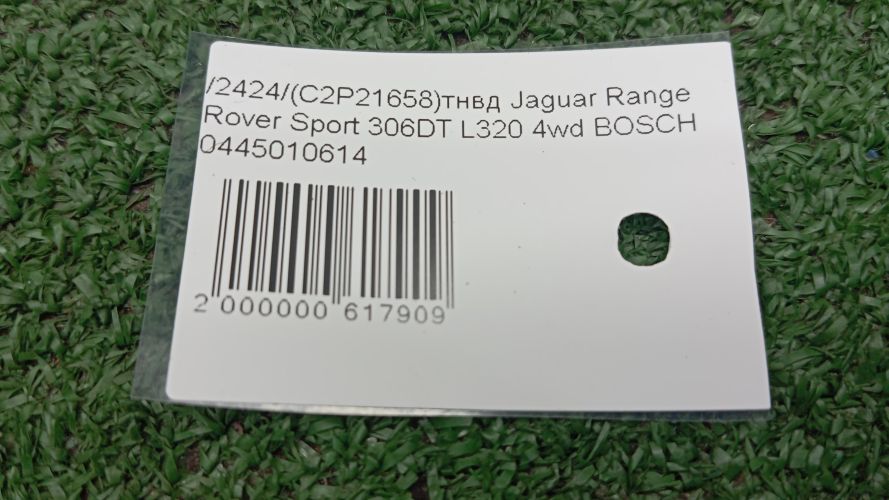 /2424/(C2P21658)тнвд Jaguar Range
Rover Sport 306DT L320 4wd BOSCH
0445010614
2 000000 617909